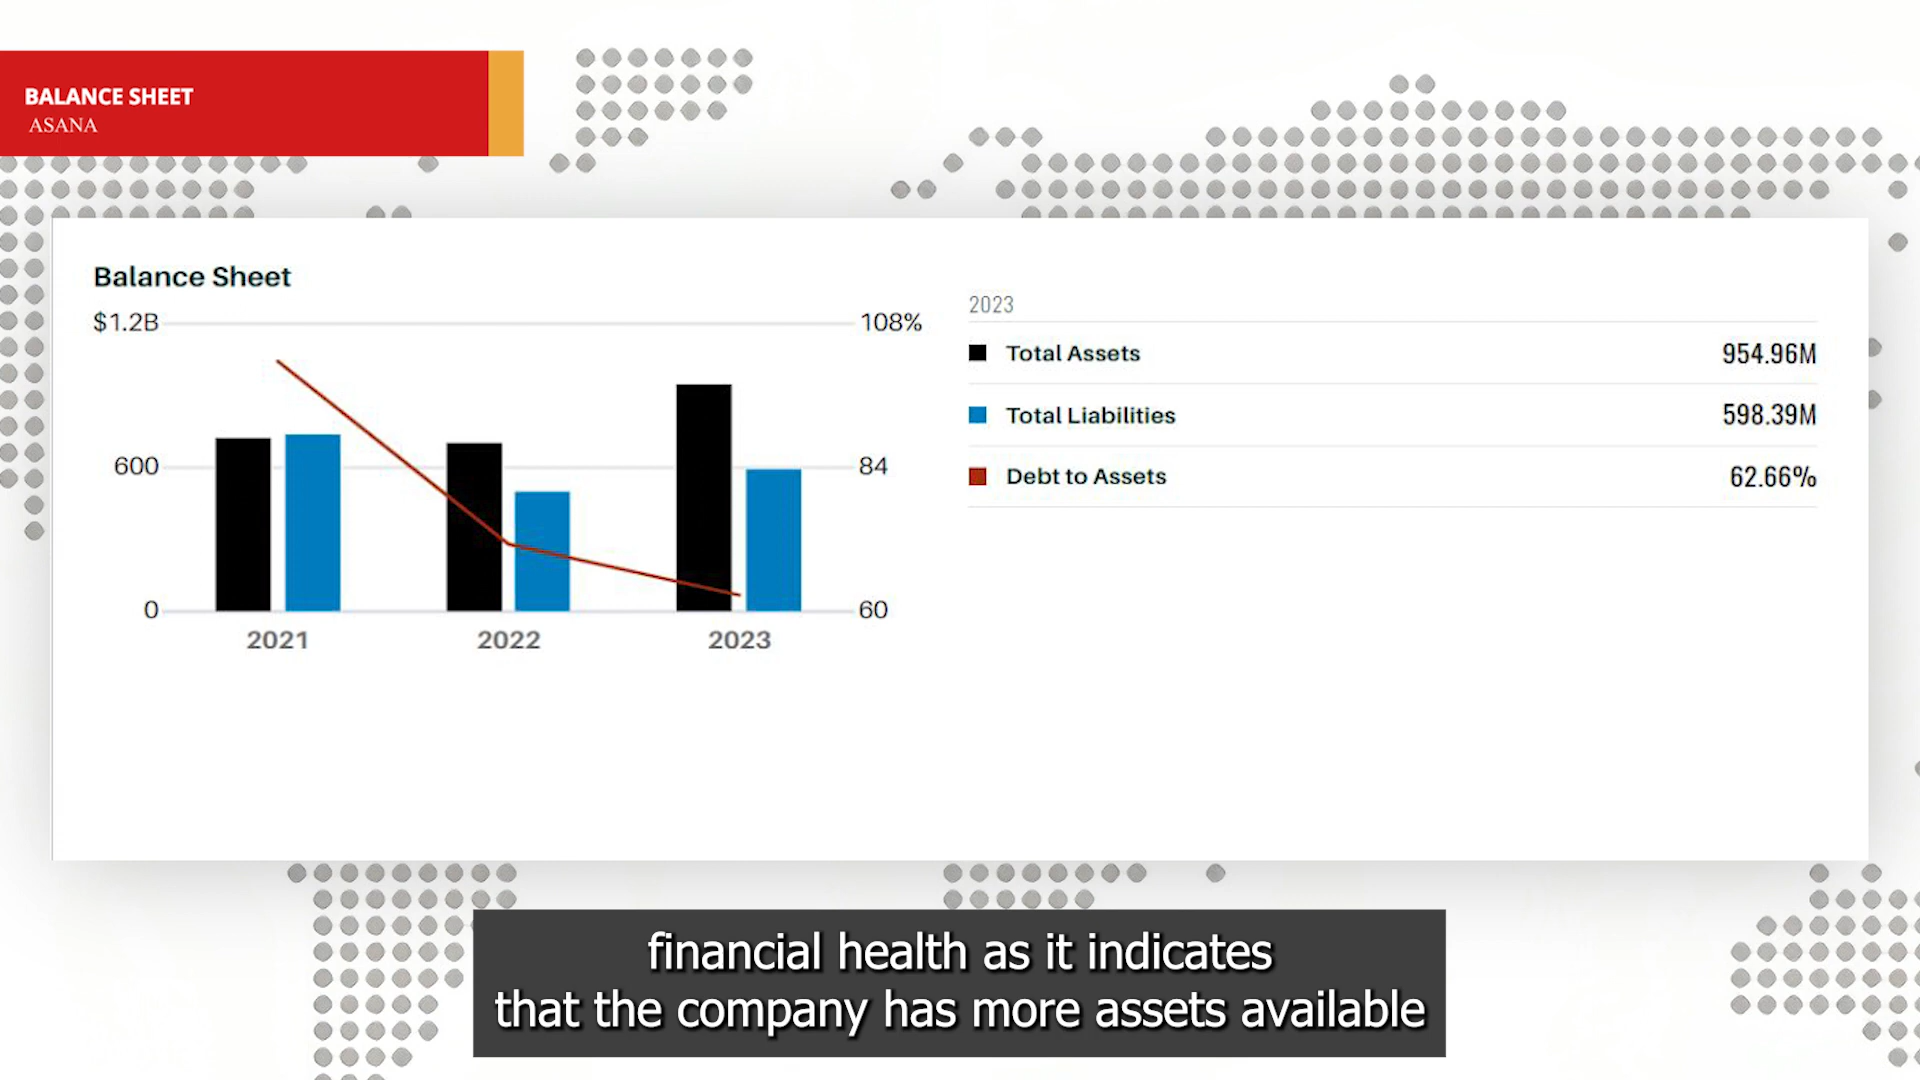 BALANCE SHEET
ASANA
Balance Sheet
$1.2B
108%
600
84
0
60
2021 2022 2023
2023
Total Assets 954.96M
Total Liabilities 598.39M
Debt to Assets 62.66%
financial health as it indicates
that the company has more assets available